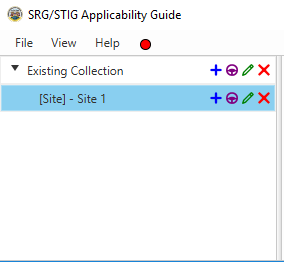 SRG/STIG Applicability Guide
File View Help
Existing Collection
[Site] - Site 1